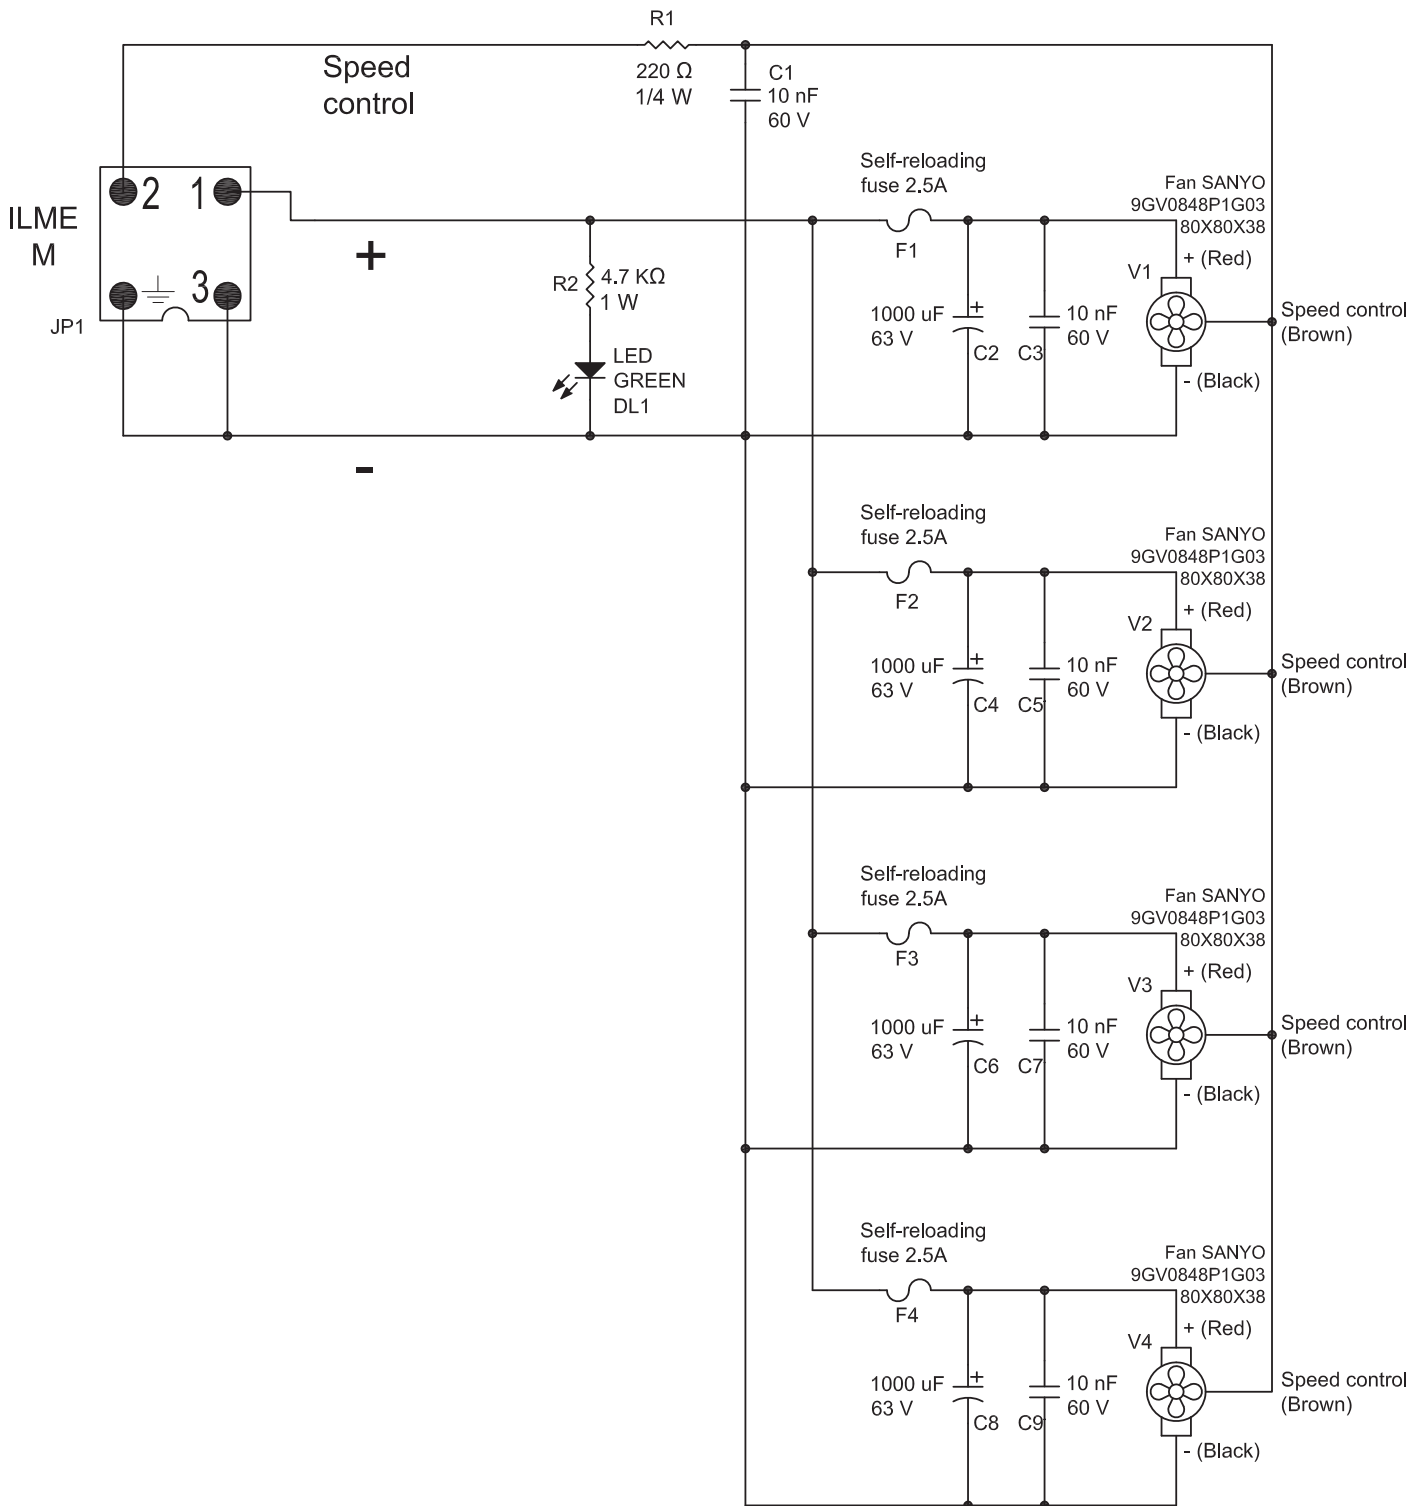 R1
220 Ω
1/4 W
Speed
control
C1
10 nF
60 V
ILME
M
2
1
3
JP1
+
-
R2
4.7 KΩ
1 W
LED
GREEN
DL1
Self-reloading
fuse 2.5A
F1
1000 uF
63 V
+
C2
10 nF
60 V
C3
Fan SANYO
9GV0848P1G03
80X80X38
+ (Red)
V1
Speed control
(Brown)
- (Black)
Self-reloading
fuse 2.5A
F2
1000 uF
63 V
+
C4
10 nF
60 V
C5
Fan SANYO
9GV0848P1G03
80X80X38
+ (Red)
V2
Speed control
(Brown)
- (Black)
Self-reloading
fuse 2.5A
F3
1000 uF
63 V
+
C6
10 nF
60 V
C7
Fan SANYO
9GV0848P1G03
80X80X38
+ (Red)
V3
Speed control
(Brown)
- (Black)
Self-reloading
fuse 2.5A
F4
1000 uF
63 V
+
C8
10 nF
60 V
C9
Fan SANYO
9GV0848P1G03
80X80X38
+ (Red)
V4
Speed control
(Brown)
- (Black)